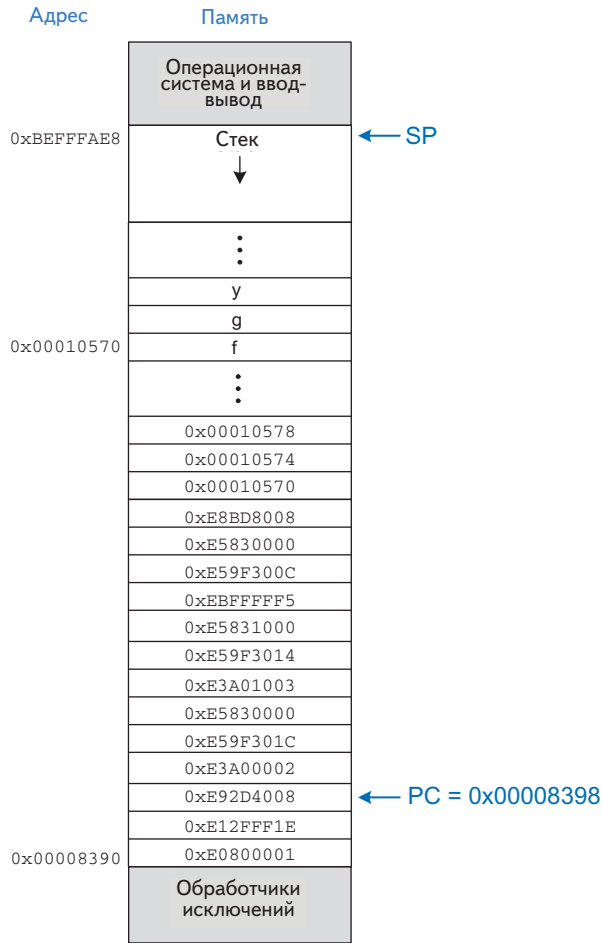 Адрес Память
Операционная
система и ввод-
вывод
0xBEFFFAE8 Стек SP
y
g
0x00010570 f
0x00010578
0x00010574
0x00010570
0xE8BD8008
0xE5830000
0xE59F300C
0xEBFFFFF5
0xE5831000
0xE59F3014
0xE3A01003
0xE5830000
0xE59F301C
0xE3A00002
0xE92D4008 PC = 0x00008398
0xE12FFF1E
0x00008390 0xE0800001
Обработчики
исключений